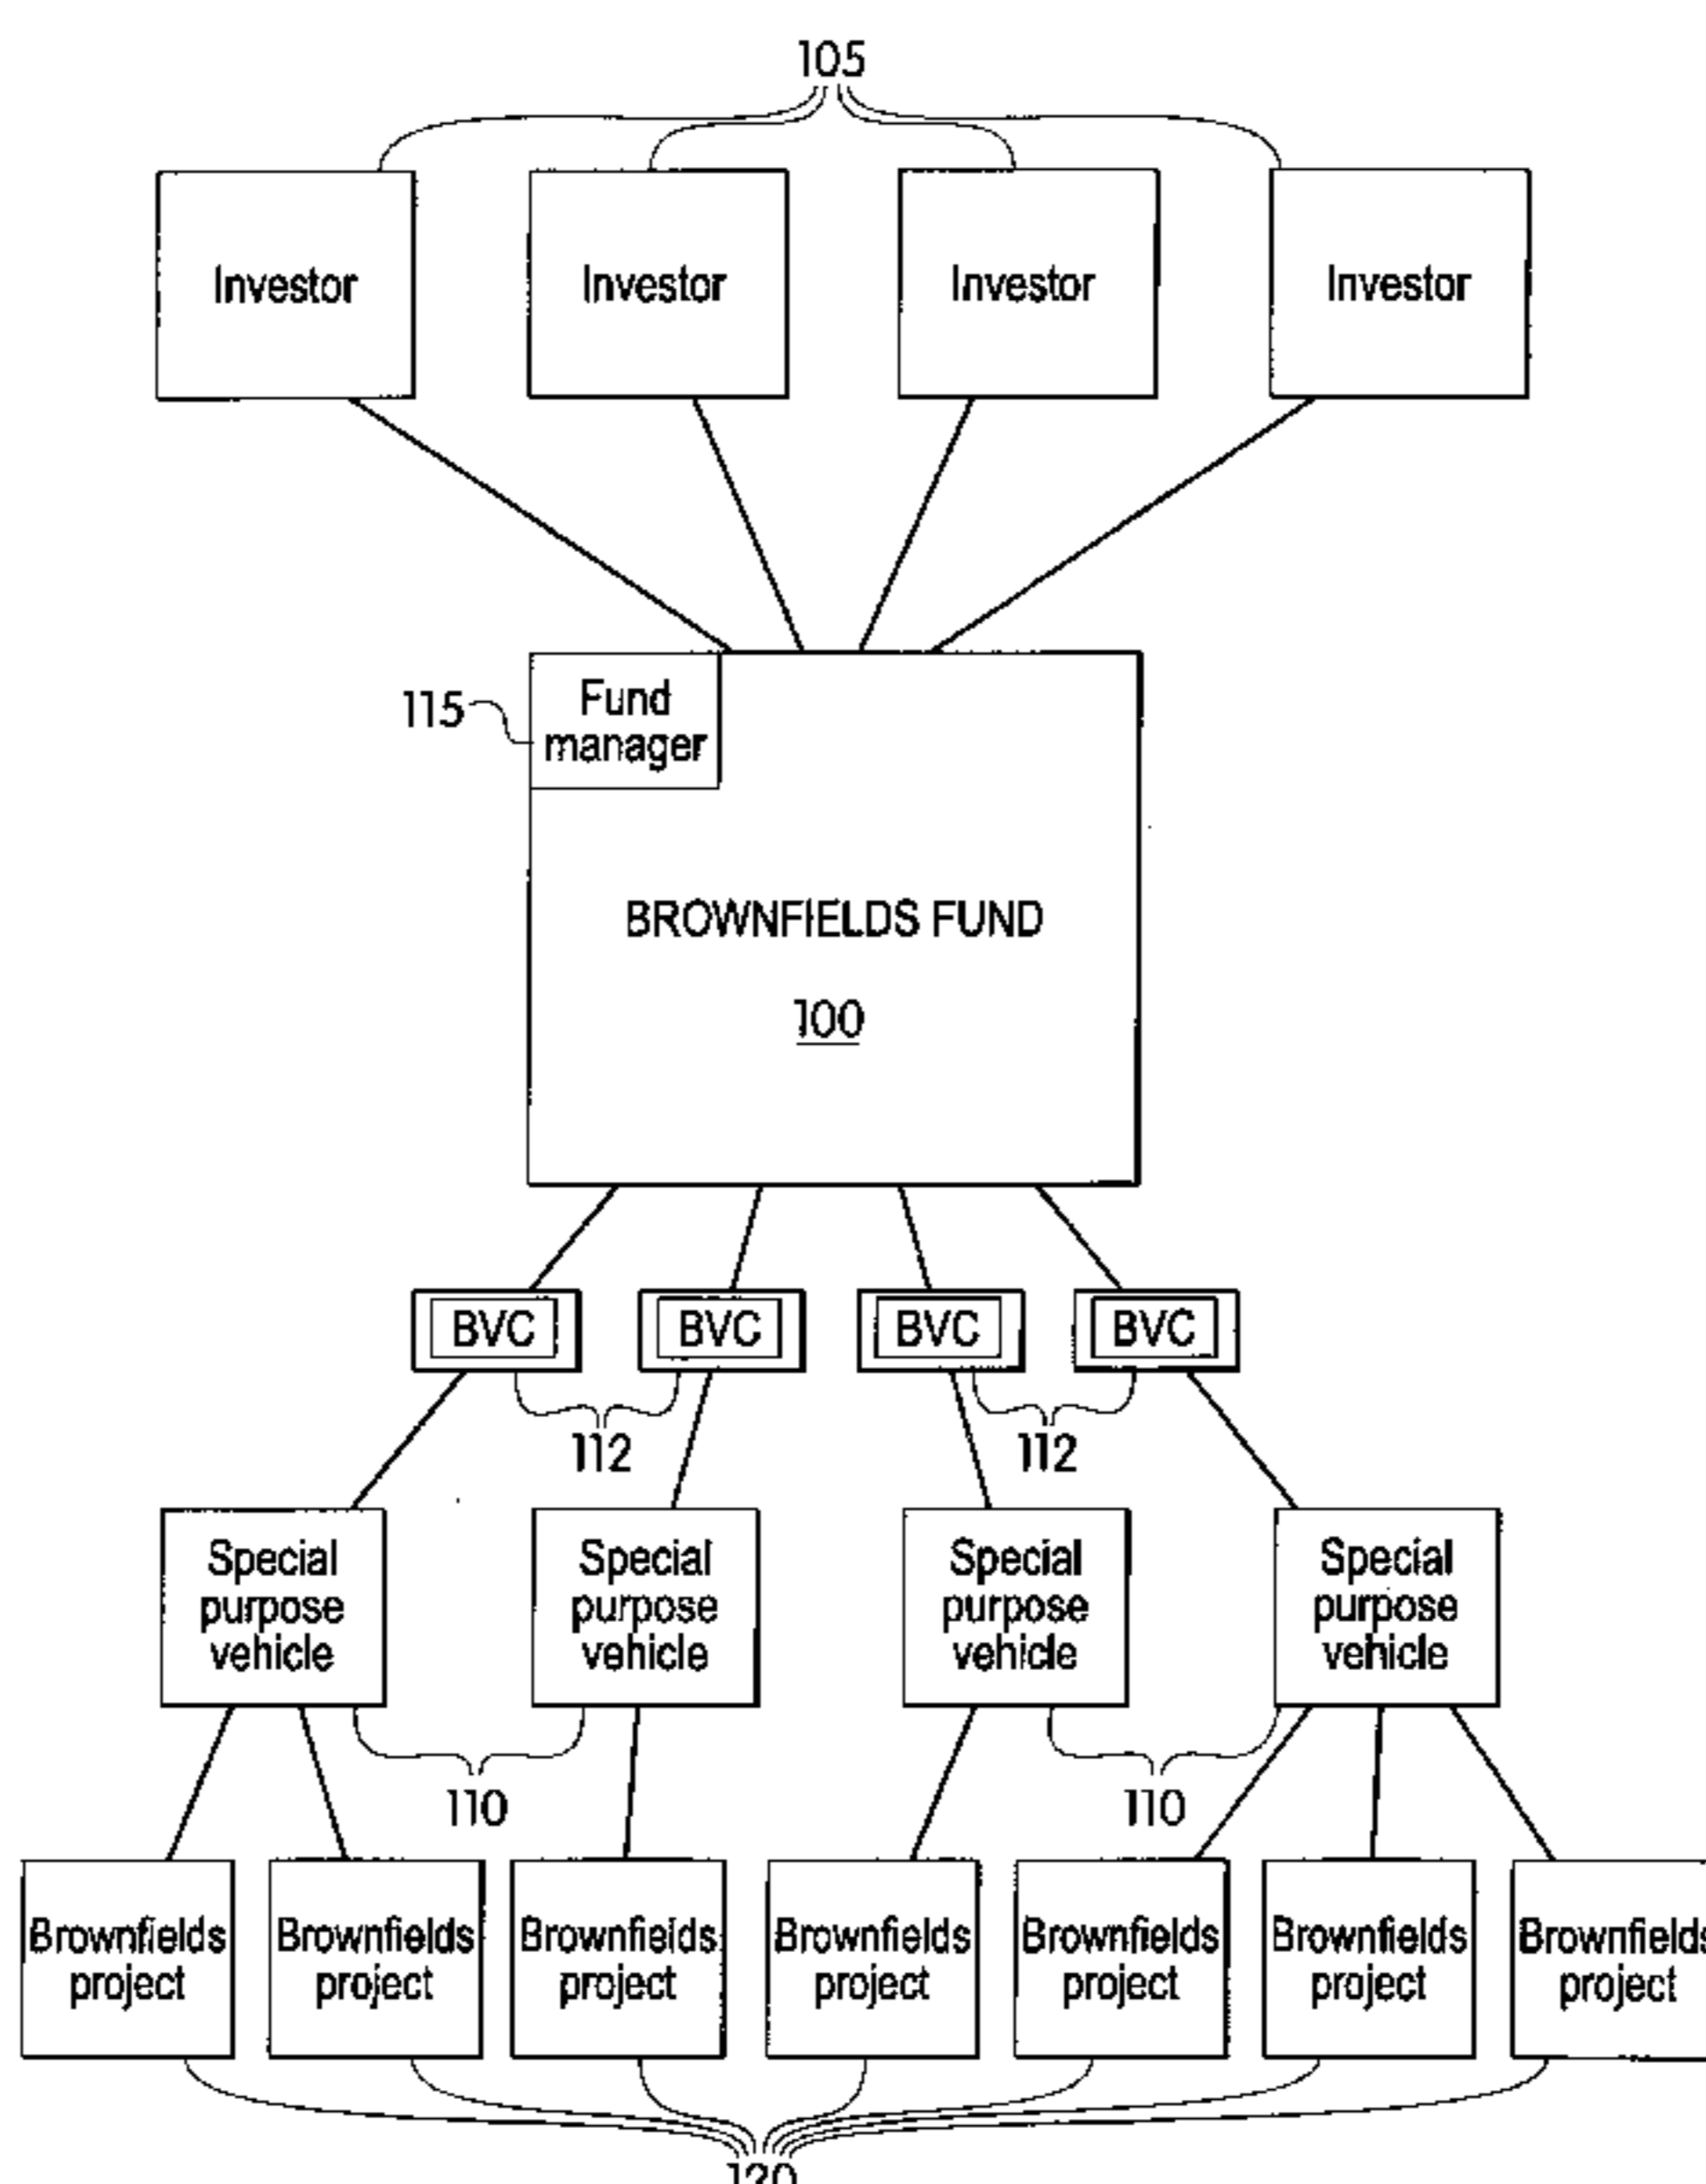 105
Investor Investor Investor Investor
115
Fund
manager
BROWNFIELDS FUND
100
BVC BVC BVC BVC
112 112
Special Special Special Special
purpose purpose purpose purpose
vehicle vehicle vehicle vehicle
110 110
Brownfields Brownfields Brownfields Brownfields Brownfields Brownfields Brownfields
project project project project project project project
120